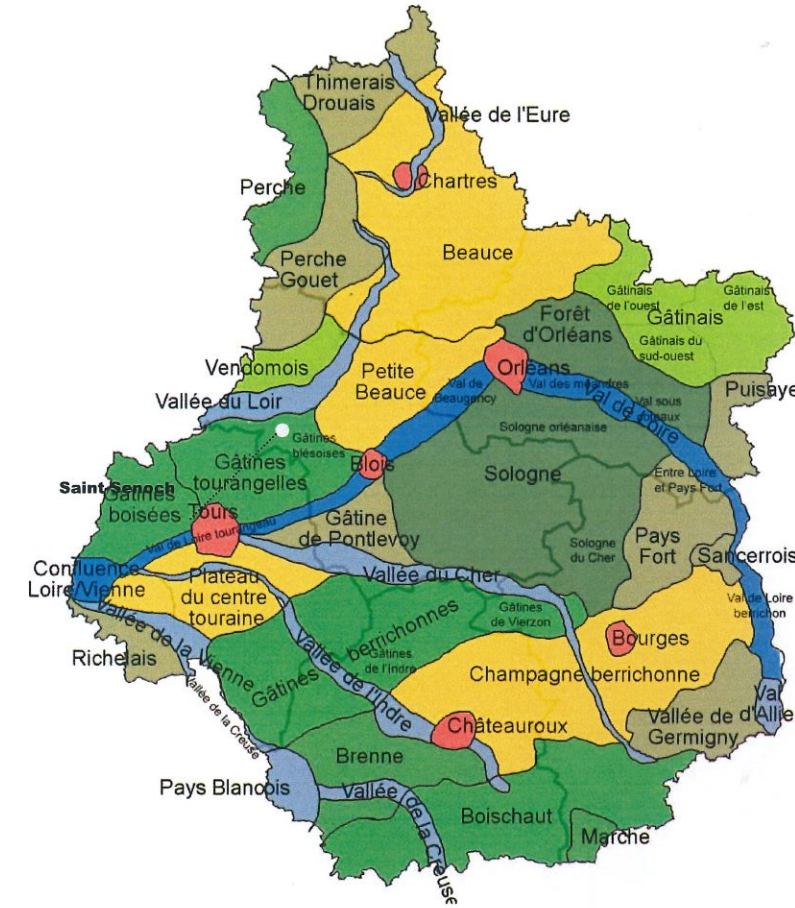 Thimerais
Drouais
Vallée de l'Eure
Chartres
Perche
Beauce
Perche
Gouet
Gâtinais
de l'ouest
Gâtinais
de l'est
Gâtinais
Forêt
d'Orléans
Gâtinais du
sud-ouest
Vendomois
Petite
Beauce
Orléans
Val de
Beaugency
Val des méandres
Val sous
coteaux
Puisaye
Vallée du Loir
Val de Loire
Sologne orléanaise
Gâtines
blésoises
Gâtines
tourangelles
Blois
Sologne
Entre Loire
et Pays Fort
Saint-Senoch
Gâtines
boisées
Tours
Val de Loire tourangeau
Gâtine
de Pontlevoy
Pays
Fort
Sancerrois
Sologne
du Cher
Confluence
Loire/Vienne
Plateau
du centre
touraine
Vallée du Cher
Val de Loire
berrichon
Gâtines
de Vierzon
Bourges
Richelais
Vallée de la Vienne
Gâtines berrichonnes
Gâtines
de l'Indre
Vallée de l'Indre
Champagne berrichonne
Vallée de la Creuse
Châteauroux
Vallée de
Germigny
Val
d'Allie
Brenne
Pays Blancois
Vallée de la Creuse
Boischaut
Marche